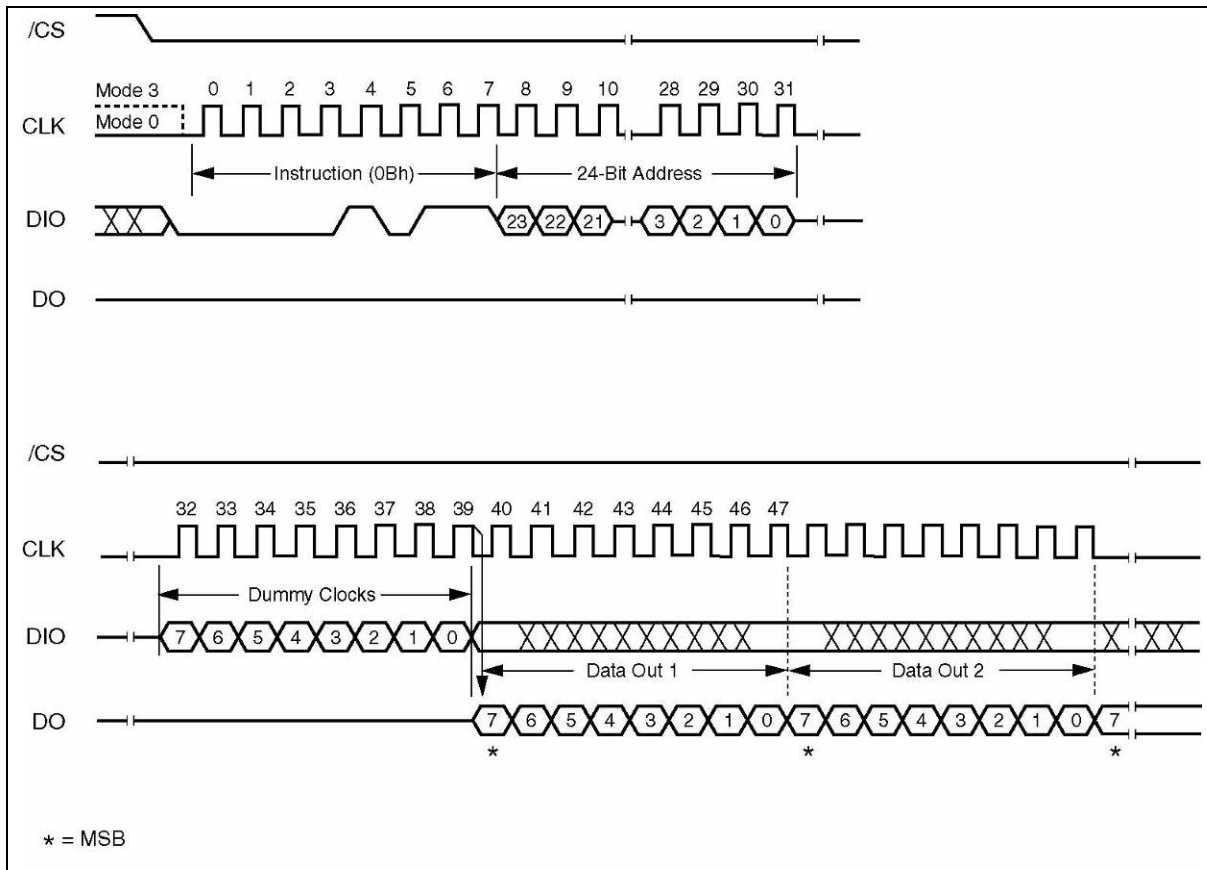 /CS
Mode 3 0 1 2 3 4 5 6 7 8 9 10 28 29 30 31
CLK Mode 0
Instruction (0Bh) 24-Bit Address
DIO 23 22 21 3 2 1 0
DO
/CS
32 33 34 35 36 37 38 39 40 41 42 43 44 45 46 47
CLK
Dummy Clocks
DIO 7 6 5 4 3 2 1 0
Data Out 1 Data Out 2
DO 7 6 5 4 3 2 1 0 7 6 5 4 3 2 1 0 7
* * *
* = MSB